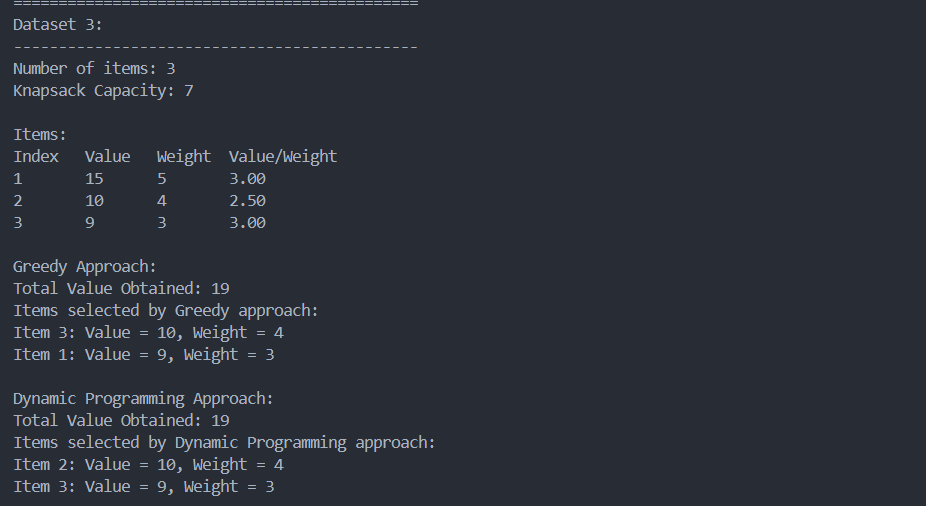 =============================================
Dataset 3:
---------------------------------------------
Number of items: 3
Knapsack Capacity: 7
Items:
Index   Value   Weight  Value/Weight
1       15      5       3.00
2       10      4       2.50
3       9       3       3.00
Greedy Approach:
Total Value Obtained: 19
Items selected by Greedy approach:
Item 3: Value = 10, Weight = 4
Item 1: Value = 9, Weight = 3
Dynamic Programming Approach:
Total Value Obtained: 19
Items selected by Dynamic Programming approach:
Item 2: Value = 10, Weight = 4
Item 3: Value = 9, Weight = 3